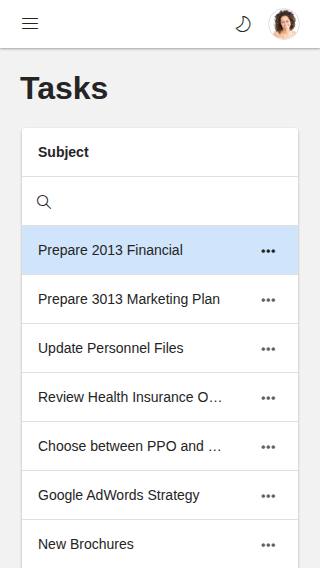 Tasks
Subject
Prepare 2013 Financial
Prepare 3013 Marketing Plan
Update Personnel Files
Review Health Insurance O…
Choose between PPO and …
Google AdWords Strategy
New Brochures